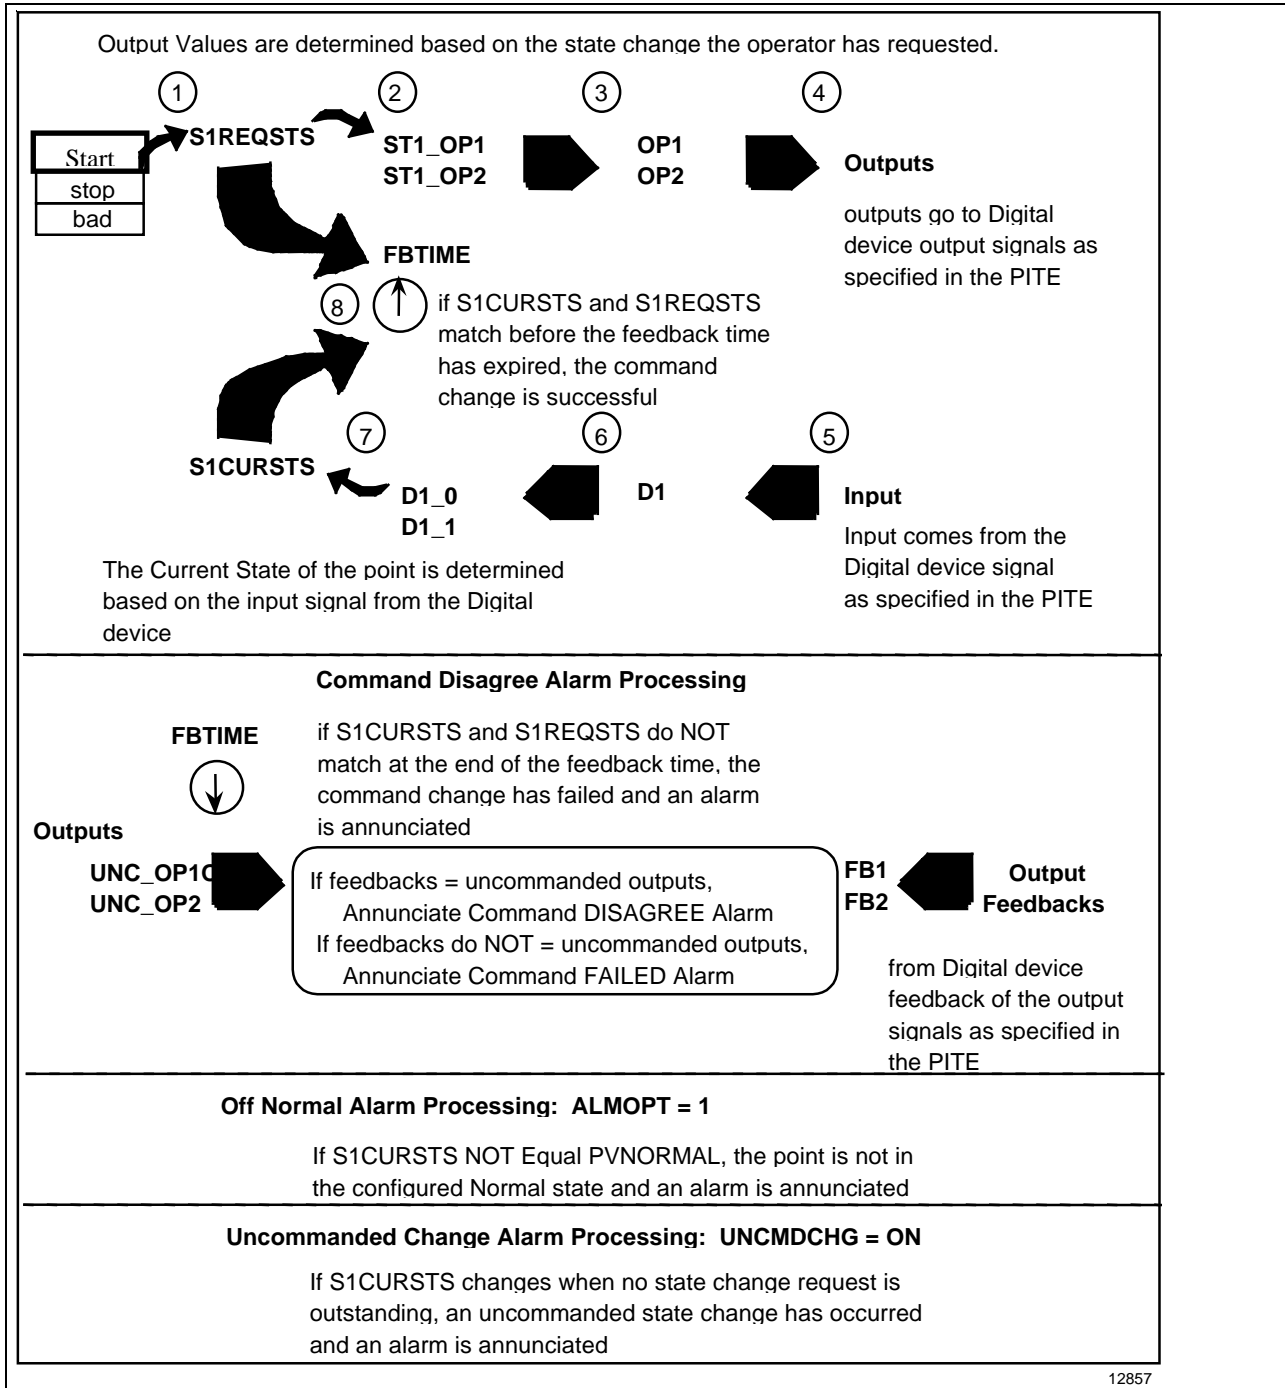 Output Values are determined based on the state change the operator has requested.
1
2
3
4
Start
stop
bad
S1REQSTS
ST1_OP1
ST1_OP2
OP1
OP2
Outputs
outputs go to Digital
device output signals as
specified in the PITE
FBTIME
8
if S1CURSTS and S1REQSTS
match before the feedback time
has expired, the command
change is successful
7
6
5
S1CURSTS
D1_0
D1_1
D1
Input
Input comes from the
Digital device signal
as specified in the PITE
The Current State of the point is determined
based on the input signal from the Digital
device
Command Disagree Alarm Processing
FBTIME
if S1CURSTS and S1REQSTS do NOT
match at the end of the feedback time, the
command change has failed and an alarm
is annunciated
Outputs
UNC_OP1C
UNC_OP2
If feedbacks = uncommanded outputs,
Annunciate Command DISAGREE Alarm
If feedbacks do NOT = uncommanded outputs,
Annunciate Command FAILED Alarm
FB1
FB2
Output
Feedbacks
from Digital device
feedback of the output
signals as specified in
the PITE
Off Normal Alarm Processing: ALMOPT = 1
If S1CURSTS NOT Equal PVNORMAL, the point is not in
the configured Normal state and an alarm is annunciated
Uncommanded Change Alarm Processing: UNCMDCHG = ON
If S1CURSTS changes when no state change request is
outstanding, an uncommanded state change has occurred
and an alarm is annunciated
12857